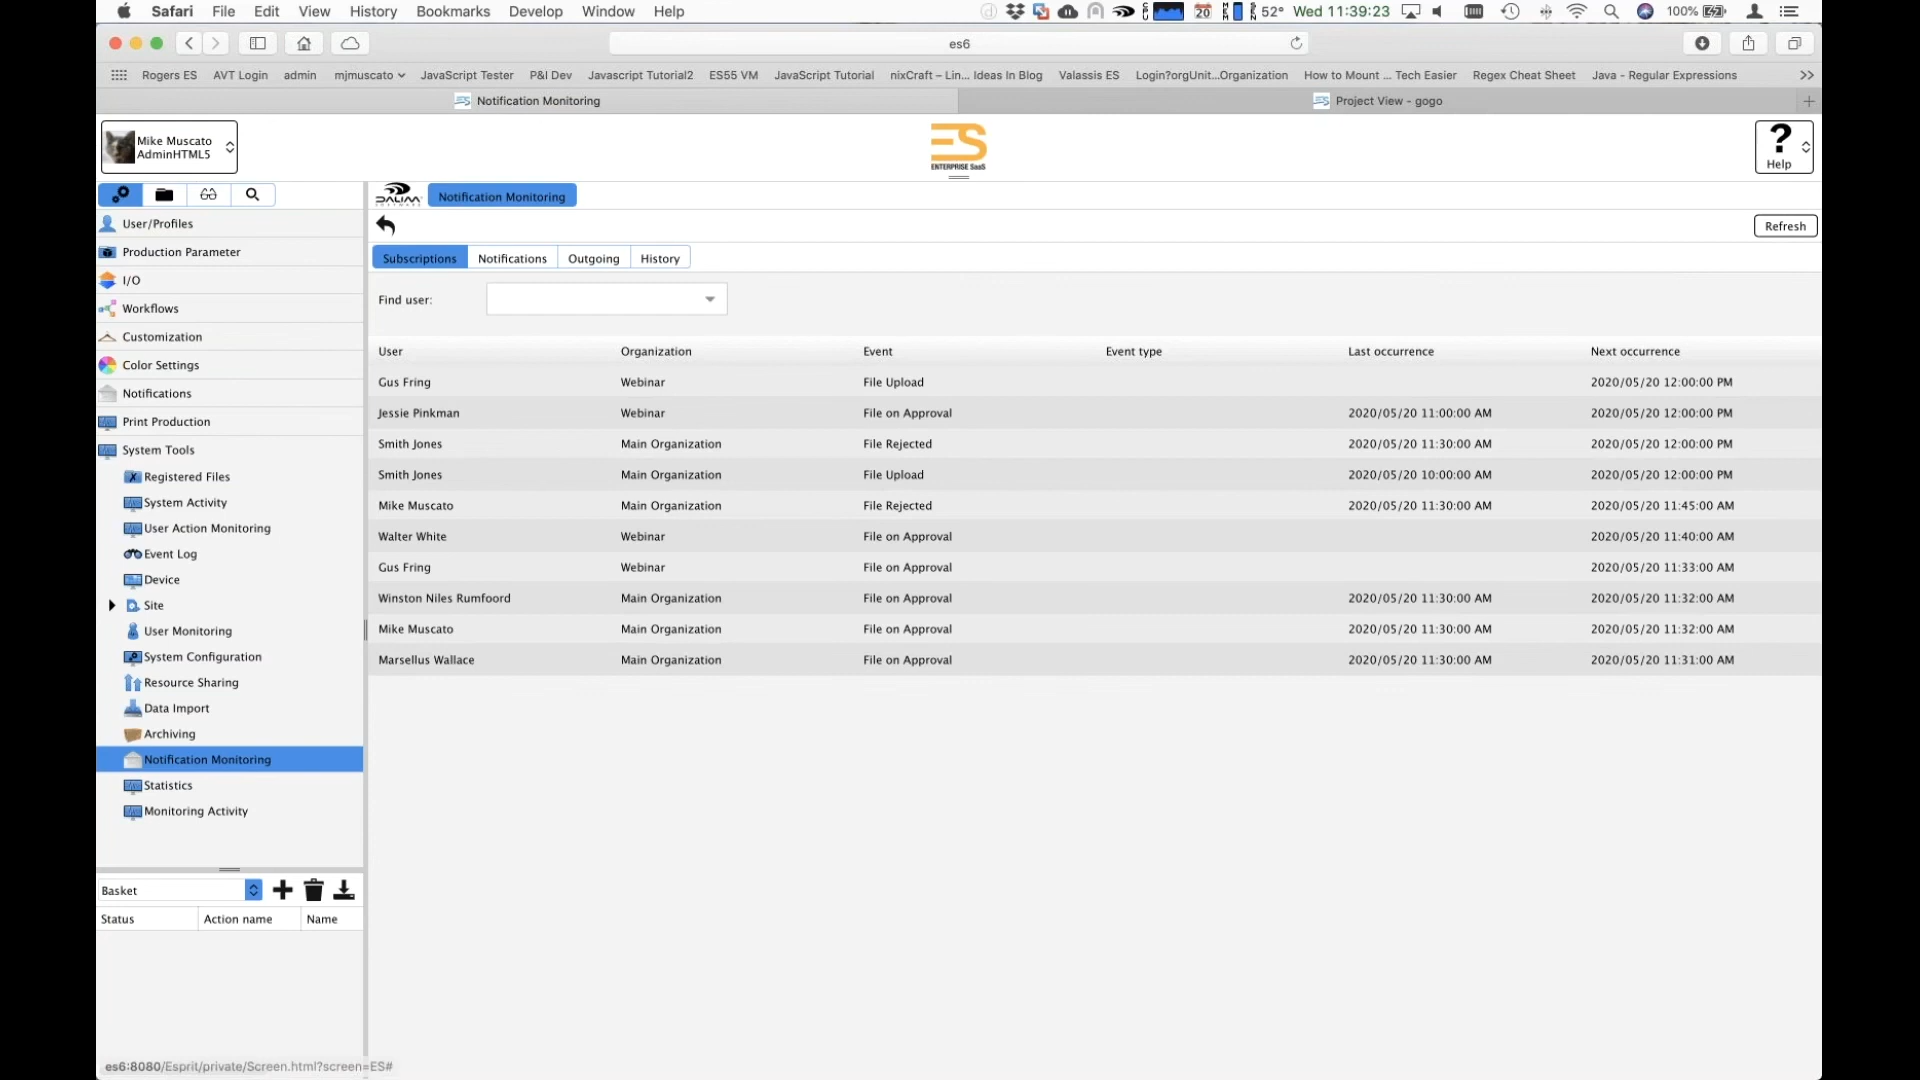 Safari File Edit View History Bookmarks Develop Window Help 52° Wed 11:39:23 100%
es6
Rogers ES AVT Login admin mjmuscato JavaScript Tester P&I Dev Javascript Tutorial2 ES55 VM JavaScript Tutorial nixCraft – Lin... Ideas In Blog Valassis ES Login?orgUnit...Organization How to Mount ... Tech Easier Regex Cheat Sheet Java - Regular Expressions
Notification Monitoring Project View - gogo
Mike Muscato
AdminHTML5
ES
ENTERPRISE SaaS
? Help
DALIM
SOFTWARE
Notification Monitoring
Refresh
Subscriptions Notifications Outgoing History
Find user:
User Organization Event Event type Last occurrence Next occurrence
Gus Fring Webinar File Upload 2020/05/20 12:00:00 PM
Jessie Pinkman Webinar File on Approval 2020/05/20 11:00:00 AM 2020/05/20 12:00:00 PM
Smith Jones Main Organization File Rejected 2020/05/20 11:30:00 AM 2020/05/20 12:00:00 PM
Smith Jones Main Organization File Upload 2020/05/20 10:00:00 AM 2020/05/20 12:00:00 PM
Mike Muscato Main Organization File Rejected 2020/05/20 11:30:00 AM 2020/05/20 11:45:00 AM
Walter White Webinar File on Approval 2020/05/20 11:40:00 AM
Gus Fring Webinar File on Approval 2020/05/20 11:33:00 AM
Winston Niles Rumfoord Main Organization File on Approval 2020/05/20 11:30:00 AM 2020/05/20 11:32:00 AM
Mike Muscato Main Organization File on Approval 2020/05/20 11:30:00 AM 2020/05/20 11:32:00 AM
Marsellus Wallace Main Organization File on Approval 2020/05/20 11:30:00 AM 2020/05/20 11:31:00 AM
User/Profiles
Production Parameter
I/O
Workflows
Customization
Color Settings
Notifications
Print Production
System Tools
Registered Files
System Activity
User Action Monitoring
Event Log
Device
Site
User Monitoring
System Configuration
Resource Sharing
Data Import
Archiving
Notification Monitoring
Statistics
Monitoring Activity
Basket
Status Action name Name
es6:8080/Esprit/private/Screen.html?screen=ES#